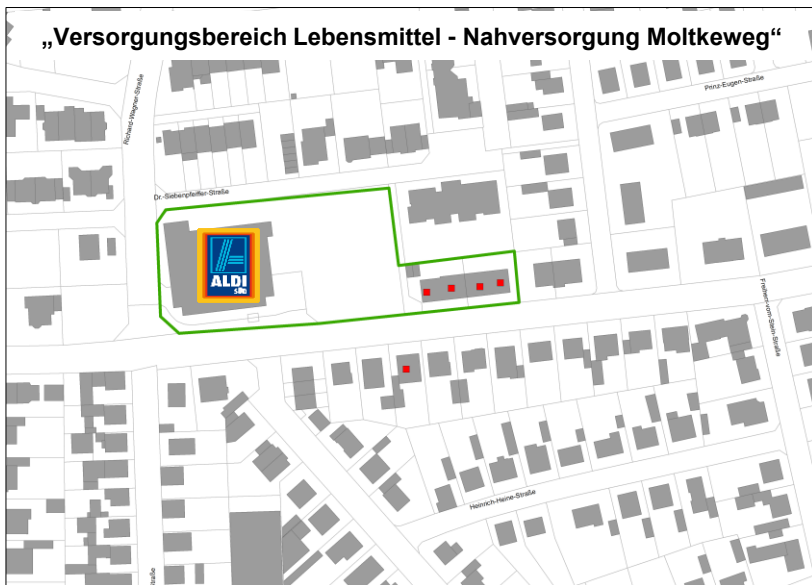 „Versorgungsbereich Lebensmittel - Nahversorgung Moltkeweg“
Richard-Wagner-Straße
Prinz-Eugen-Straße
Dr.-Siebenpfeiffer-Straße
ALDI
SÜD
Freiherr-vom-Stein-Straße
Heinrich-Heine-Straße
Straße